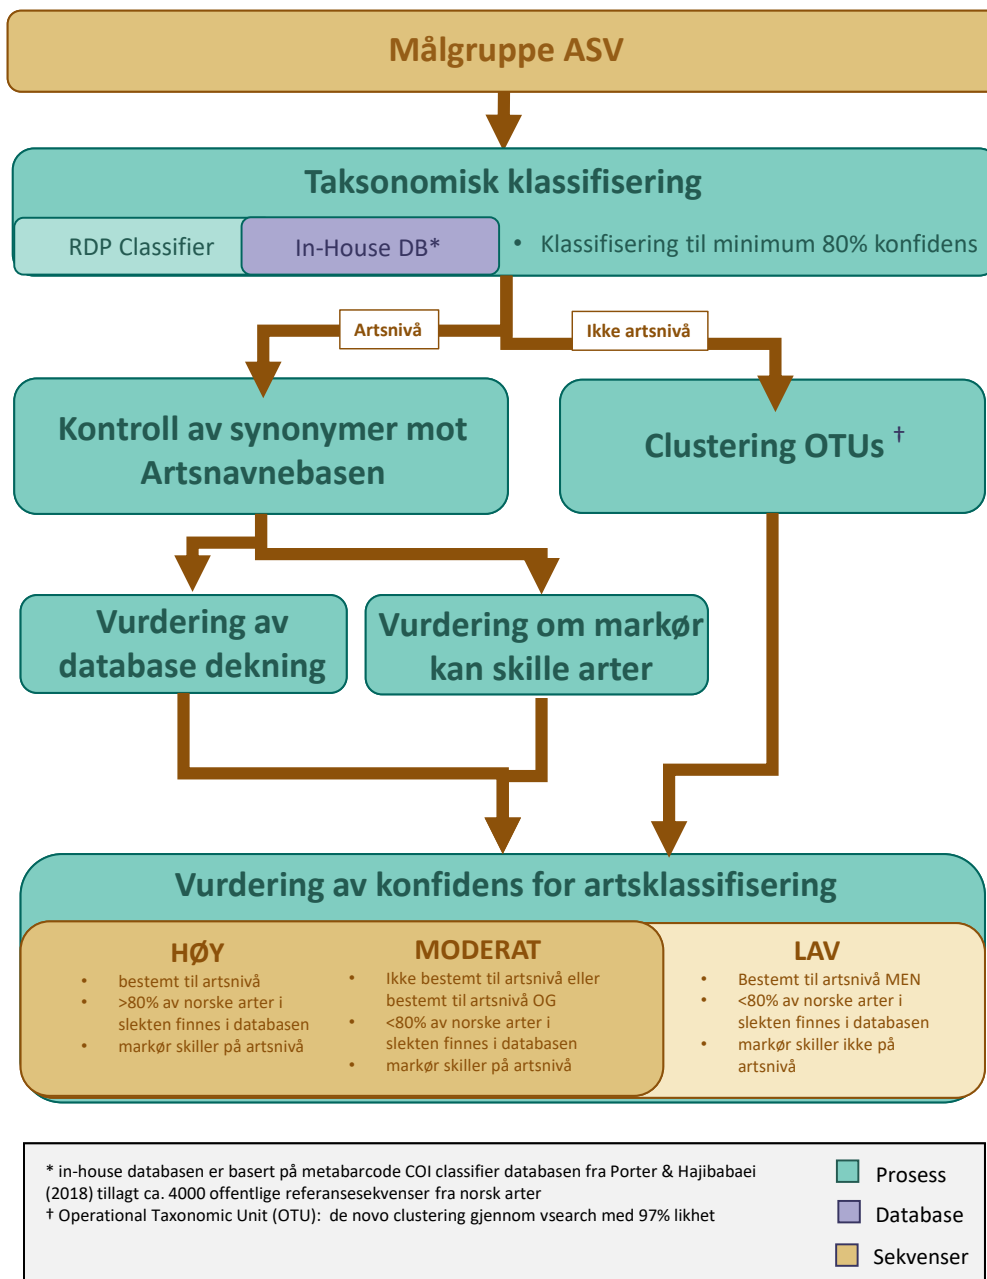 Målgruppe ASV
Taksonomisk klassifisering
RDP Classifier
In-House DB*
• Klassifisering til minimum 80% konfidens
Artsnivå
Ikke artsnivå
Kontroll av synonymer mot
Artsnavnebasen
Clustering OTUs †
Vurdering av
database dekning
Vurdering om markør
kan skille arter
Vurdering av konfidens for artsklassifisering
HØY
• bestemt til artsnivå
• >80% av norske arter i
slekten finnes i databasen
• markør skiller på artsnivå
MODERAT
• Ikke bestemt til artsnivå eller
bestemt til artsnivå OG
• <80% av norske arter i
slekten finnes i databasen
• markør skiller på artsnivå
LAV
• Bestemt til artsnivå MEN
• <80% av norske arter i
slekten finnes i databasen
• markør skiller ikke på
artsnivå
* in-house databasen er basert på metabarcode COI classifier databasen fra Porter & Hajibabaei
(2018) tillagt ca. 4000 offentlige referansesekvenser fra norsk arter
† Operational Taxonomic Unit (OTU): de novo clustering gjennom vsearch med 97% likhet
Prosess
Database
Sekvenser